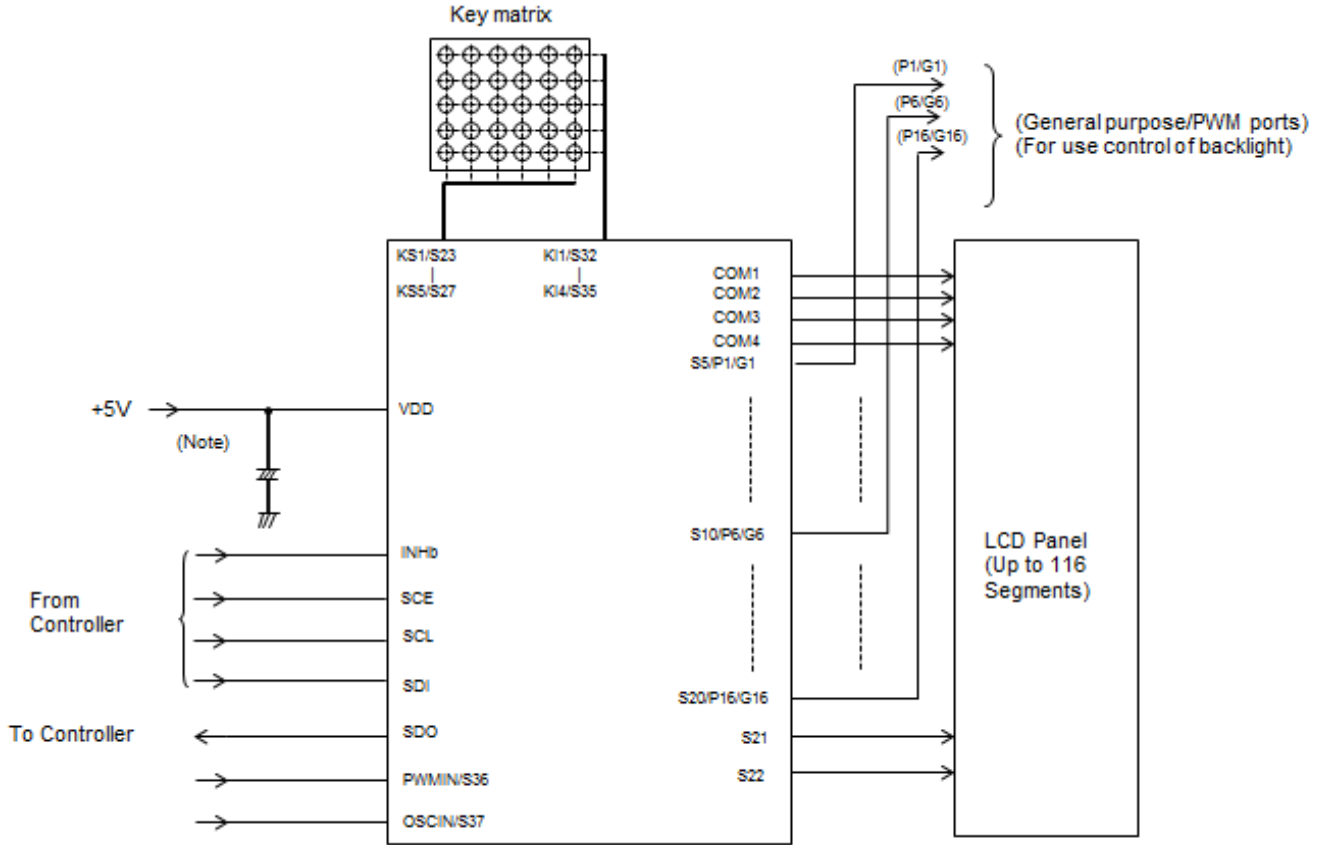 Key matrix
(P1/G1)
(P6/G6)
(P16/G16)
(General purpose/PWM ports)
(For use control of backlight)
KS1/S23
KS5/S27
KI1/S32
KI4/S35
COM1
COM2
COM3
COM4
S5/P1/G1
+5V
(Note)
VDD
S10/P6/G6
LCD Panel
(Up to 116
Segments)
From
Controller
INHb
SCE
SCL
SDI
S20/P16/G16
To Controller
SDO
S21
S22
PWMIN/S36
OSCIN/S37